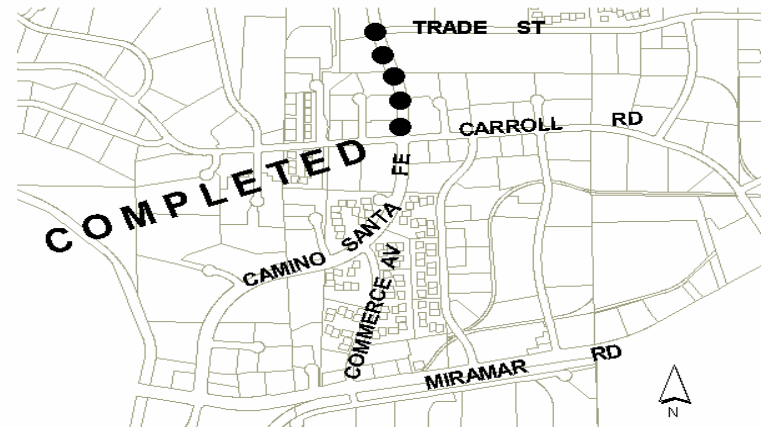 TRADE ST
CARROLL RD
COMPLETED
CAMINO SANTA FE
COMMERCE AV
MIRAMAR RD
N